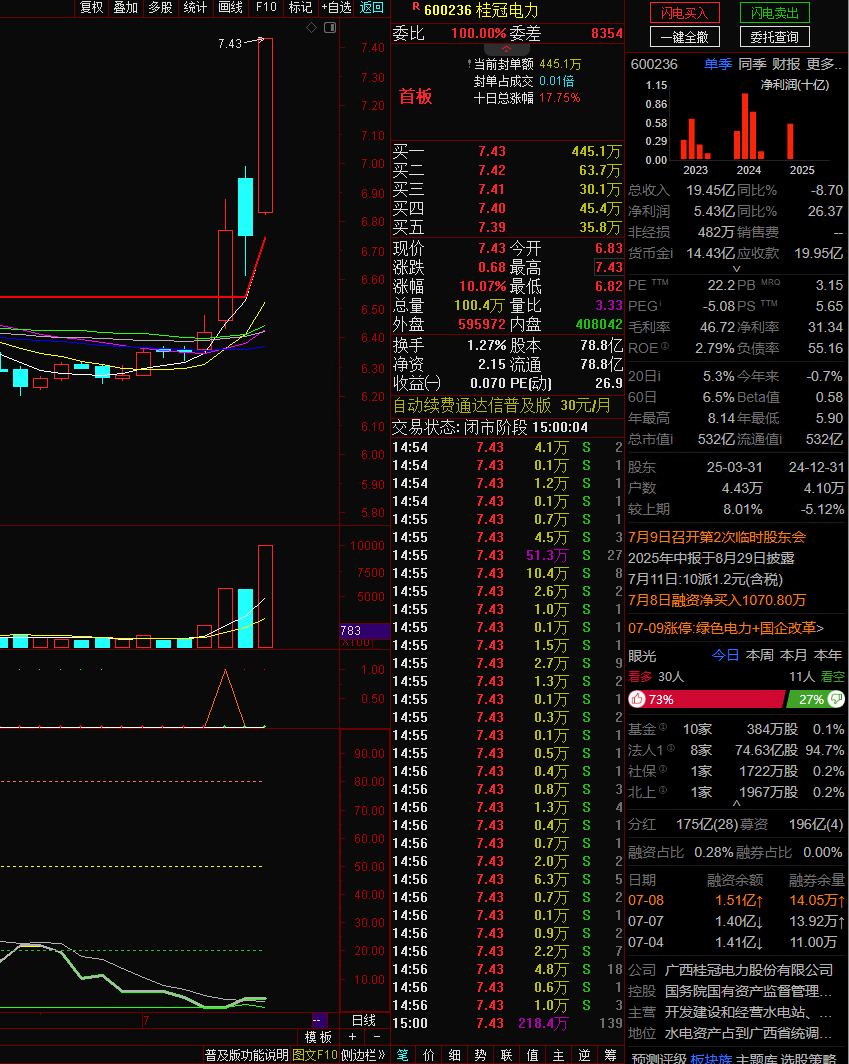 复权 叠加 多股 统计 画线 F10 标记 +自选 返回
7.43
7.40
7.30
7.20
7.10
7.00
6.90
6.80
6.70
6.60
6.50
6.40
6.30
6.20
6.10
6.00
5.90
5.80
10000
7500
5000
783
X100
1.00
0.50
90.00
80.00
70.00
60.00
50.00
40.00
30.00
20.00
10.00
7
-- 日线
模板 + -
普及版功能说明 图文F10 侧边栏》
R 600236 桂冠电力
委比 100.00% 委差 8354
首板
!当前封单额 445.1万
封单占成交 0.01倍
十日总涨幅 17.75%
买一 7.43 445.1万
买二 7.42 63.7万
买三 7.41 30.1万
买四 7.40 45.4万
买五 7.39 35.8万
现价 7.43 今开 6.83
涨跌 0.68 最高 7.43
涨幅 10.07% 最低 6.82
总量 100.4万 量比 3.33
外盘 595972 内盘 408042
换手 1.27% 股本 78.8亿
净资 2.15 流通 78.8亿
收益㈠ 0.070 PE(动) 26.9
自动续费通达信普及版 30元/月
交易状态: 闭市阶段 15:00:04
14:54 7.43 4.1万 S 2
14:54 7.43 0.1万 S 1
14:54 7.43 1.2万 S 1
14:54 7.43 0.1万 S 1
14:55 7.43 0.7万 S 1
14:55 7.43 4.5万 S 3
14:55 7.43 51.3万 S 27
14:55 7.43 10.4万 S 8
14:55 7.43 2.6万 S 2
14:55 7.43 1.0万 S 1
14:55 7.43 0.1万 S 1
14:55 7.43 1.5万 S 1
14:55 7.43 2.7万 S 9
14:55 7.43 1.3万 S 2
14:55 7.43 0.1万 S 1
14:55 7.43 0.3万 S 2
14:55 7.43 0.1万 S 1
14:55 7.43 0.5万 S 1
14:56 7.43 0.4万 S 1
14:56 7.43 0.8万 S 3
14:56 7.43 1.3万 S 4
14:56 7.43 0.4万 S 1
14:56 7.43 0.7万 S 1
14:56 7.43 2.0万 S 2
14:56 7.43 6.3万 S 5
14:56 7.43 0.7万 S 2
14:56 7.43 0.1万 S 1
14:56 7.43 0.9万 S 2
14:56 7.43 2.2万 S 7
14:56 7.43 4.8万 S 18
14:56 7.43 0.6万 S 1
14:56 7.43 1.0万 S 3
15:00 7.43 218.4万 139
笔 价 细 势 联 值 主 逆 筹
闪电买入 闪电卖出
一键全撤 委托查询
600236 单季 同季 财报 更多..
净利润(十亿)
1.15
0.86
0.58
0.29
0.00
2023 2024 2025
总收入 19.45亿 同比% -8.70
净利润 5.43亿 同比% 26.37
非经损 482万 销售费 --
货币金i 14.43亿 应收款 19.95亿
PE TTM 22.2 PB MRQ 3.15
PEG i -5.08 PS TTM 5.65
毛利率 46.72 净利率 31.34
ROE 2.79% 负债率 55.16
20日i 5.3% 今年来 -0.7%
60日 6.5% Beta值 0.58
年最高 8.14 年最低 5.90
总市值i 532亿 流通值i 532亿
股东 25-03-31 24-12-31
户数 4.43万 4.10万
较上期 8.01% -5.12%
7月9日召开第2次临时股东会
2025年中报于8月29日披露
7月11日:10派1.2元(含税)
7月8日融资净买入1070.80万
07-09涨停:绿色电力+国企改革>
眼光 今日 本周 本月 本年
看多 30人 11人 看空
73% 27%
基金 10家 384万股 0.1%
法人1 8家 74.63亿股 94.7%
社保 1家 1722万股 0.2%
北上 1家 1967万股 0.2%
分红 175亿(28) 募资 196亿(4)
融资占比 0.28% 融券占比 0.00%
日期 融资余额 融券余量
07-08 1.51亿↑ 14.05万↑
07-07 1.40亿↓ 13.92万↑
07-04 1.41亿↓ 11.00万
公司 广西桂冠电力股份有限公司
控股 国务院国有资产监督管理...
主营 开发建设和经营水电站、...
地位 水电资产占到广西省统调...
预测评级 板块族 主题库 选股策略